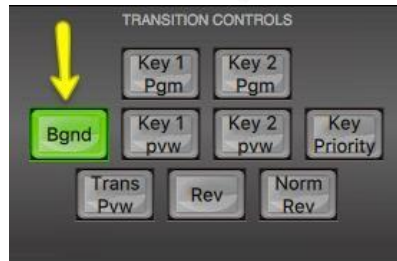 TRANSITION CONTROLS
Key 1 Key 2
Pgm Pgm
Bgnd Key 1 Key 2 Key
pvw pvw Priority
Trans Rev Norm
Pvw Rev